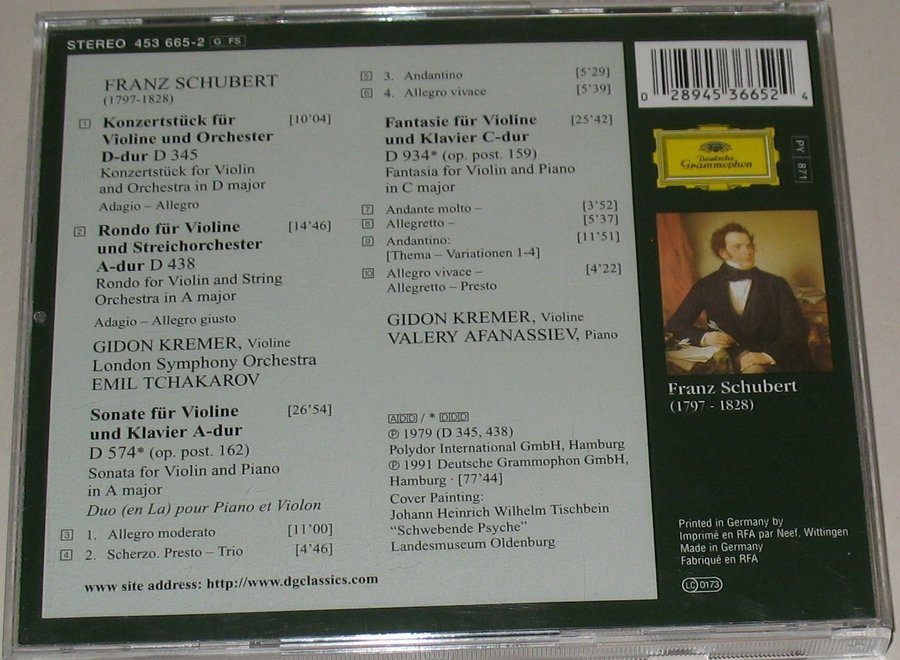 STEREO 453 665-2 G FS
FRANZ SCHUBERT
(1797-1828)
1 Konzertstück für [10'04]
Violine und Orchester
D-dur D 345
Konzertstück for Violin
and Orchestra in D major
Adagio – Allegro
2 Rondo für Violine [14'46]
und Streichorchester
A-dur D 438
Rondo for Violin and String
Orchestra in A major
Adagio – Allegro giusto
GIDON KREMER, Violine
London Symphony Orchestra
EMIL TCHAKAROV
Sonate für Violine [26'54]
und Klavier A-dur
D 574* (op. post. 162)
Sonata for Violin and Piano
in A major
Duo (en La) pour Piano et Violon
3 1. Allegro moderato [11'00]
4 2. Scherzo. Presto – Trio [4'46]
www site address: http://www.dgclassics.com
5 3. Andantino [5'29]
6 4. Allegro vivace [5'39]
Fantasie für Violine [25'42]
und Klavier C-dur
D 934* (op. post. 159)
Fantasia for Violin and Piano
in C major
7 Andante molto – [3'52]
8 Allegretto – [5'37]
9 Andantino: [11'51]
[Thema – Variationen 1-4]
10 Allegro vivace – [4'22]
Allegretto – Presto
GIDON KREMER, Violine
VALERY AFANASSIEV, Piano
ADD / * DDD
℗ 1979 (D 345, 438)
Polydor International GmbH, Hamburg
℗ 1991 Deutsche Grammophon GmbH,
Hamburg · [77'44]
Cover Painting:
Johann Heinrich Wilhelm Tischbein
“Schwebende Psyche”
Landesmuseum Oldenburg
0 28945 36652 4
Deutsche
Grammophon
PY 871
Franz Schubert
(1797 - 1828)
Printed in Germany by
Imprimé en RFA par Neef. Wittingen
Made in Germany
Fabriqué en RFA
LC 0173